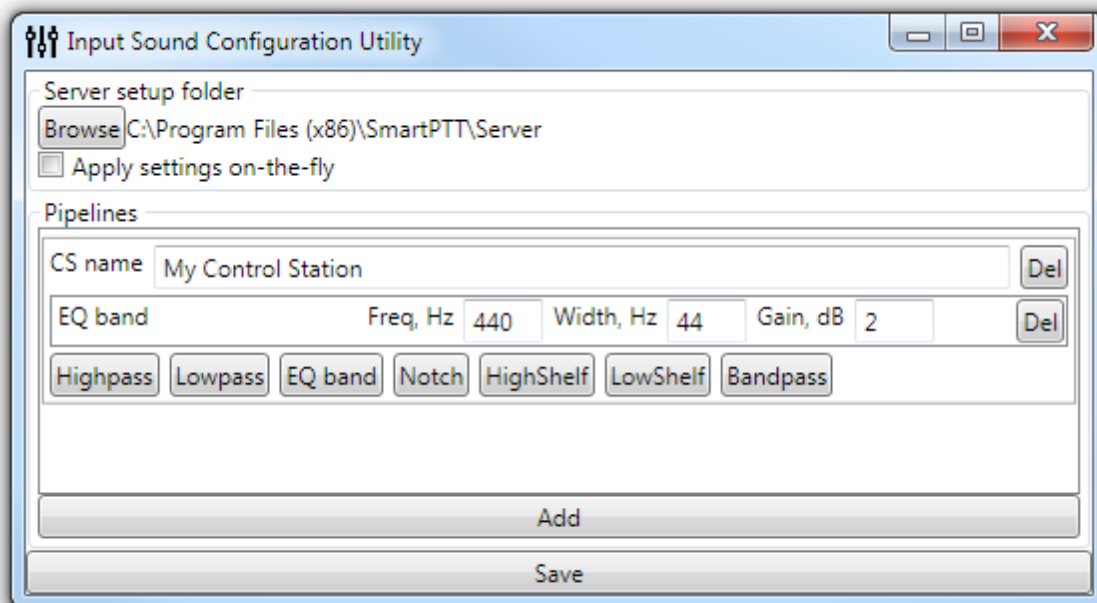 Input Sound Configuration Utility
Server setup folder
Browse C:\Program Files (x86)\SmartPTT\Server
Apply settings on-the-fly
Pipelines
CS name My Control Station Del
EQ band Freq, Hz 440 Width, Hz 44 Gain, dB 2 Del
Highpass Lowpass EQ band Notch HighShelf LowShelf Bandpass
Add
Save